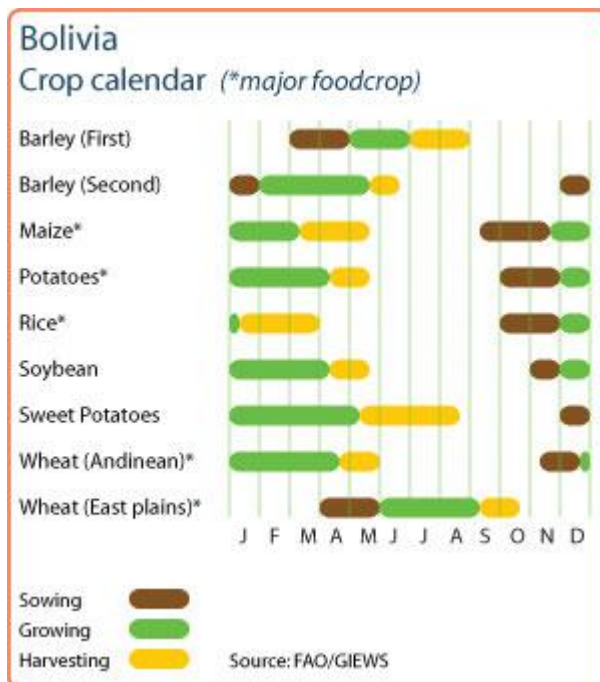 Bolivia
Crop calendar (*major foodcrop)
Barley (First)
Barley (Second)
Maize*
Potatoes*
Rice*
Soybean
Sweet Potatoes
Wheat (Andinean)*
Wheat (East plains)*
J F M A M J J A S O N D
Sowing
Growing
Harvesting Source: FAO/GIEWS